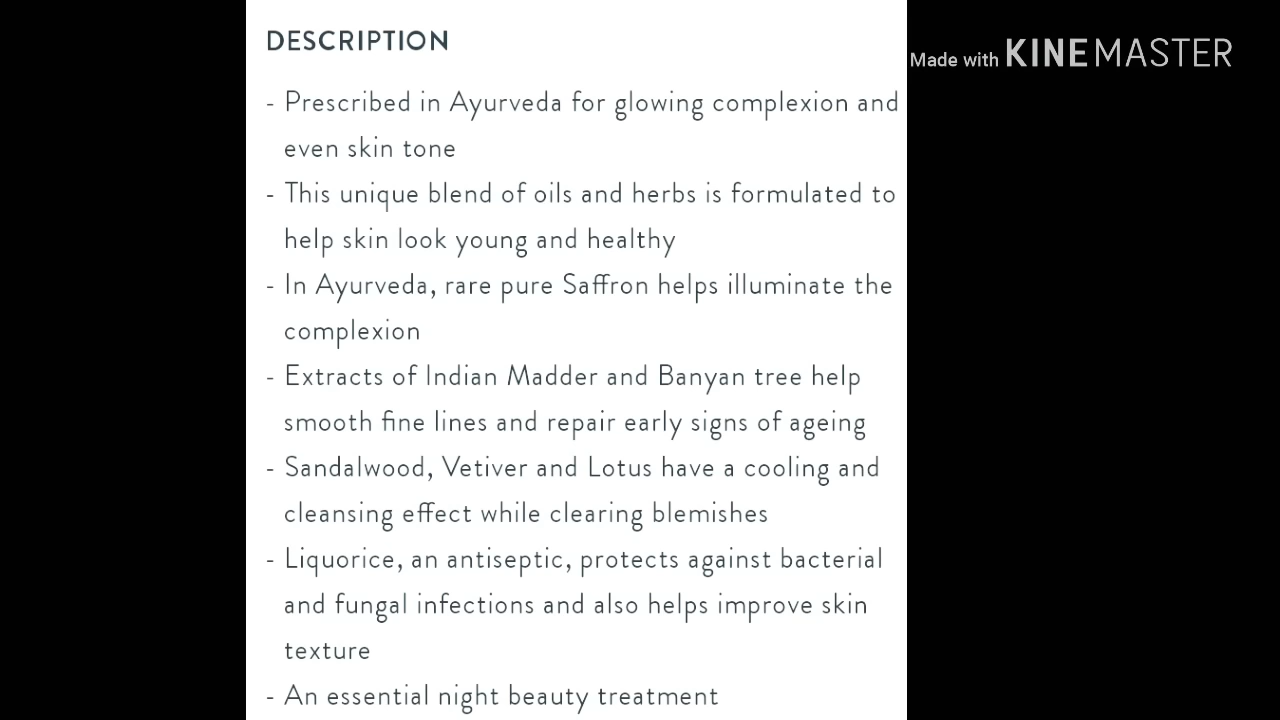 DESCRIPTION
Made with KINEMASTER
- Prescribed in Ayurveda for glowing complexion and
even skin tone
- This unique blend of oils and herbs is formulated to
help skin look young and healthy
- In Ayurveda, rare pure Saffron helps illuminate the
complexion
- Extracts of Indian Madder and Banyan tree help
smooth fine lines and repair early signs of ageing
- Sandalwood, Vetiver and Lotus have a cooling and
cleansing effect while clearing blemishes
- Liquorice, an antiseptic, protects against bacterial
and fungal infections and also helps improve skin
texture
- An essential night beauty treatment